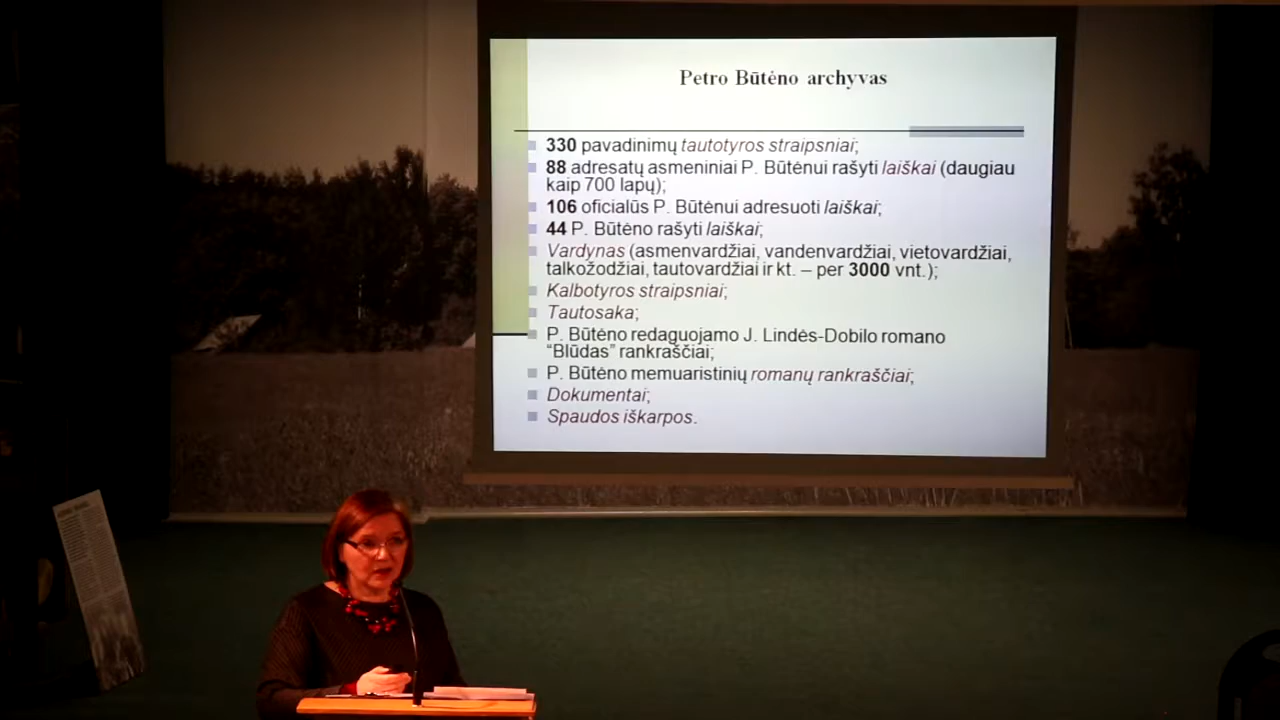 Petro Būtėno archyvas
330 pavadinimų tautotyros straipsniai;
88 adresatų asmeniniai P. Būtėnui rašyti laiškai (daugiau
kaip 700 lapų);
106 oficialūs P. Būtėnui adresuoti laiškai;
44 P. Būtėno rašyti laiškai;
Vardynas (asmenvardžiai, vandenvardžiai, vietovardžiai,
talkožodžiai, tautovardžiai ir kt. – per 3000 vnt.);
Kalbotyros straipsniai;
Tautosaka;
P. Būtėno redaguojamo J. Lindės-Dobilo romano
“Blūdas” rankraščiai;
P. Būtėno memuaristinių romanų rankraščiai;
Dokumentai;
Spaudos iškarpos.